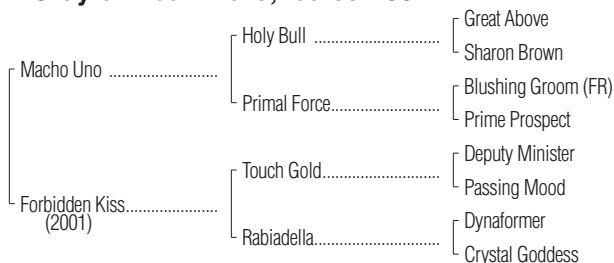 Great Above
Holy Bull ............................
Sharon Brown
Macho Uno ............................
Blushing Groom (FR)
Primal Force............................
Prime Prospect
Deputy Minister
Touch Gold............................
Passing Mood
Forbidden Kiss............................
(2001)
Dynaformer
Rabiadella............................
Crystal Goddess